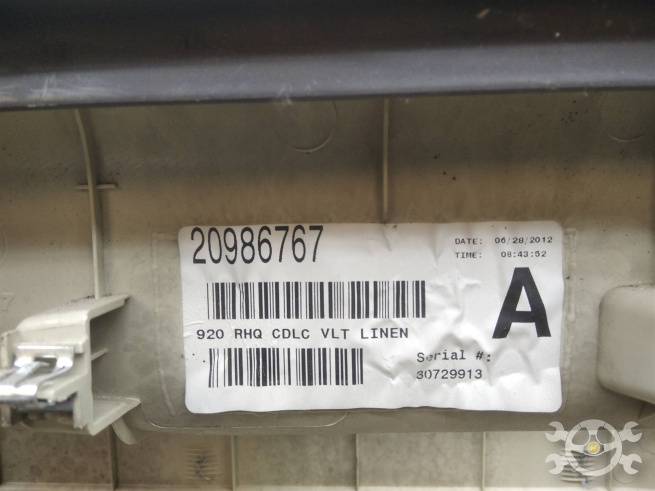 20986767
DATE: 06/28/2012
TIME: 08:43:52
920 RHQ CDLC VLT LINEN
A
Serial #:
30729913